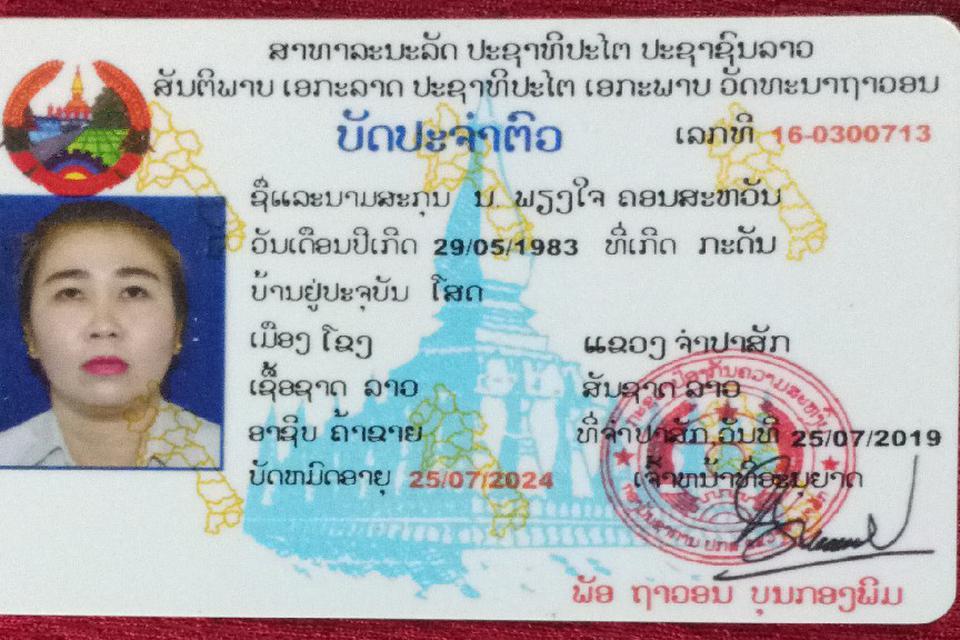 ສາທາລະນະລັດ ປະຊາທິປະໄຕ ປະຊາຊົນລາວ
ສັນຕິພາບ ເອກະລາດ ປະຊາທິປະໄຕ ເອກະພາບ ວັດທະນາຖາວອນ
ບັດປະຈຳຕົວ
ເລກທີ 16-0300713
ຊື່ແລະນາມສະກຸນ ນ. ພຽງໃຈ ຄອນສະຫວັນ
ວັນເດືອນປີເກີດ 29/05/1983 ທີ່ເກີດ ກະດັນ
ບ້ານຢູ່ປະຈຸບັນ ໂສດ
ເມືອງ ໂຂງ ແຂວງ ຈຳປາສັກ
ເຊື້ອຊາດ ລາວ ສັນຊາດ ລາວ
ອາຊີບ ຄ້າຂາຍ ທີ່ຈຳປາສັກ, ວັນທີ 25/07/2019
ບັດຫມົດອາຍຸ 25/07/2024 ເຈົ້າຫນ້າທີ່ອະນຸຍາດ
ພັອ ຖາວອນ ບຸນກອງພິມ